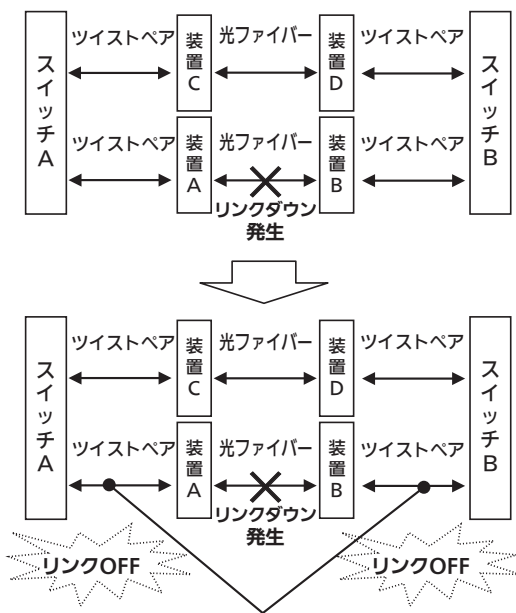 ツイストペア
光ファイバー
ツイストペア
スイッチA
装置C
装置D
スイッチB
ツイストペア
光ファイバー
ツイストペア
装置A
装置B
リンクダウン
発生
ツイストペア
光ファイバー
ツイストペア
スイッチA
装置C
装置D
スイッチB
ツイストペア
光ファイバー
ツイストペア
装置A
装置B
リンクダウン
発生
リンクOFF
リンクOFF